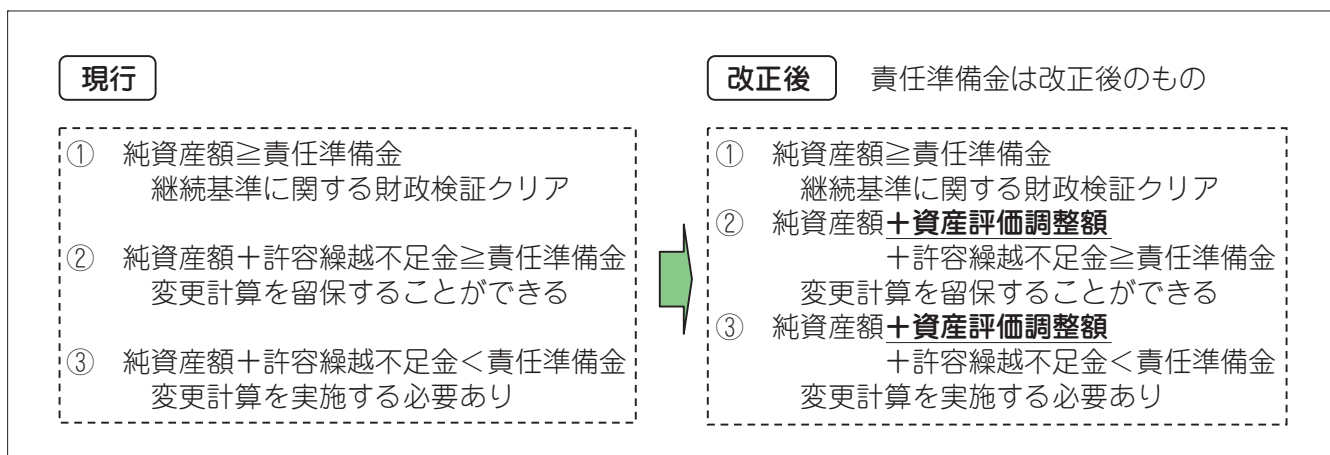 現行
① 純資産額≧責任準備金
継続基準に関する財政検証クリア
② 純資産額＋許容繰越不足金≧責任準備金
変更計算を留保することができる
③ 純資産額＋許容繰越不足金＜責任準備金
変更計算を実施する必要あり
改正後 責任準備金は改正後のもの
① 純資産額≧責任準備金
継続基準に関する財政検証クリア
② 純資産額＋資産評価調整額
＋許容繰越不足金≧責任準備金
変更計算を留保することができる
③ 純資産額＋資産評価調整額
＋許容繰越不足金＜責任準備金
変更計算を実施する必要あり